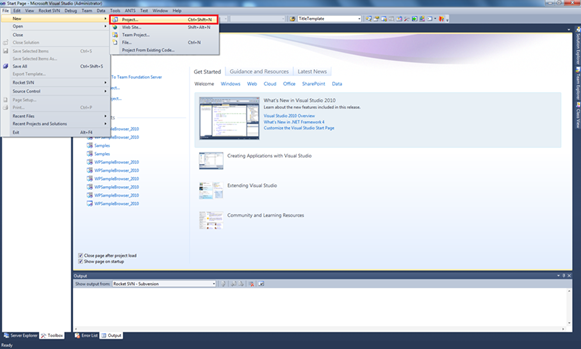 Start Page - Microsoft Visual Studio (Administrator)
File Edit View Rocket SVN Debug Team Data Tools ANTS Test Window Help
New
Open
Close
Close Solution
Save Selected Items Ctrl+S
Save Selected Items As...
Save All Ctrl+Shift+S
Export Template...
Rocket SVN
Source Control
Page Setup...
Print... Ctrl+P
Recent Files
Recent Projects and Solutions
Exit Alt+F4
Project... Ctrl+Shift+N
Web Site... Shift+Alt+N
Team Project...
File... Ctrl+N
Project From Existing Code...
TitleTemplate
To Team Foundation Server
ject...
ject...
WPFSampleBrowser_2010
Samples
Samples
WPFSampleBrowser_2010
WPFSampleBrowser_2010
WPFSampleBrowser_2010
WPFSampleBrowser_2010
WPFSampleBrowser_2010
Close page after project load
Show page on startup
Get Started Guidance and Resources Latest News
Welcome Windows Web Cloud Office SharePoint Data
What's New in Visual Studio 2010
Learn about the new features included in this release
Visual Studio 2010 Overview
What's New in .NET Framework 4
Customize the Visual Studio Start Page
Creating Applications with Visual Studio
Extending Visual Studio
Community and Learning Resources
Solution Explorer
Team Explorer
Class View
Output
Show output from: Rocket SVN - Subversion
Server Explorer Toolbox Error List Output
Ready